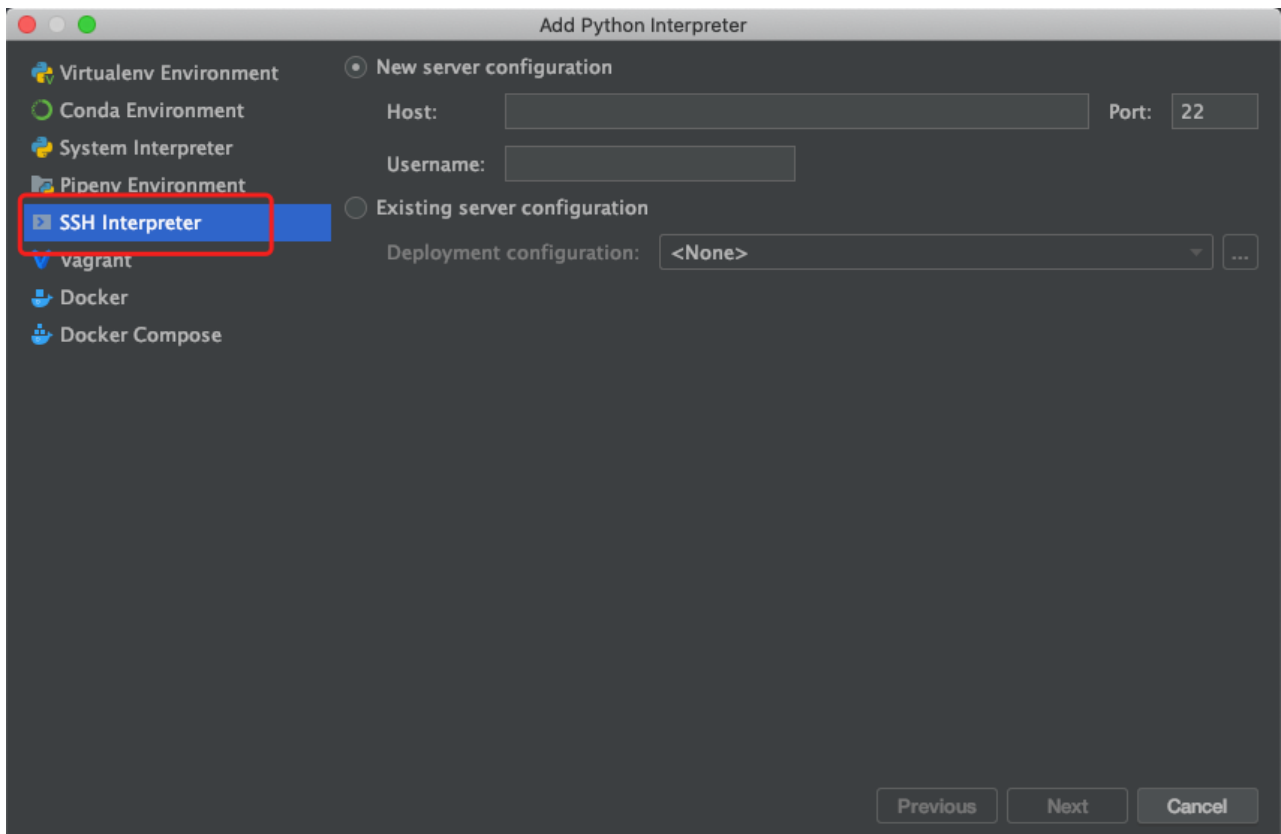 Add Python Interpreter
Virtualenv Environment
Conda Environment
System Interpreter
Pipenv Environment
SSH Interpreter
Vagrant
Docker
Docker Compose
New server configuration
Host:
Port: 22
Username:
Existing server configuration
Deployment configuration: <None> ...
Previous Next Cancel